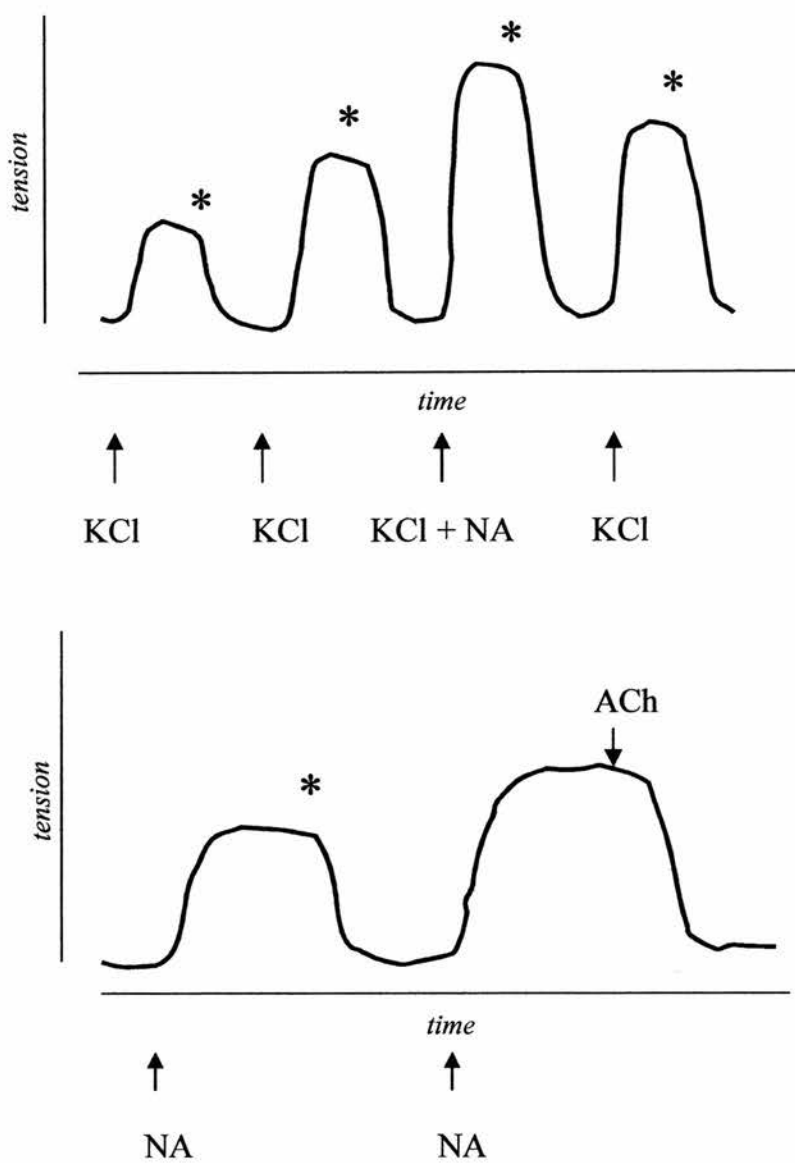 * * * *
tension
time
KCl KCl KCl + NA KCl
ACh
*
tension
time
NA NA